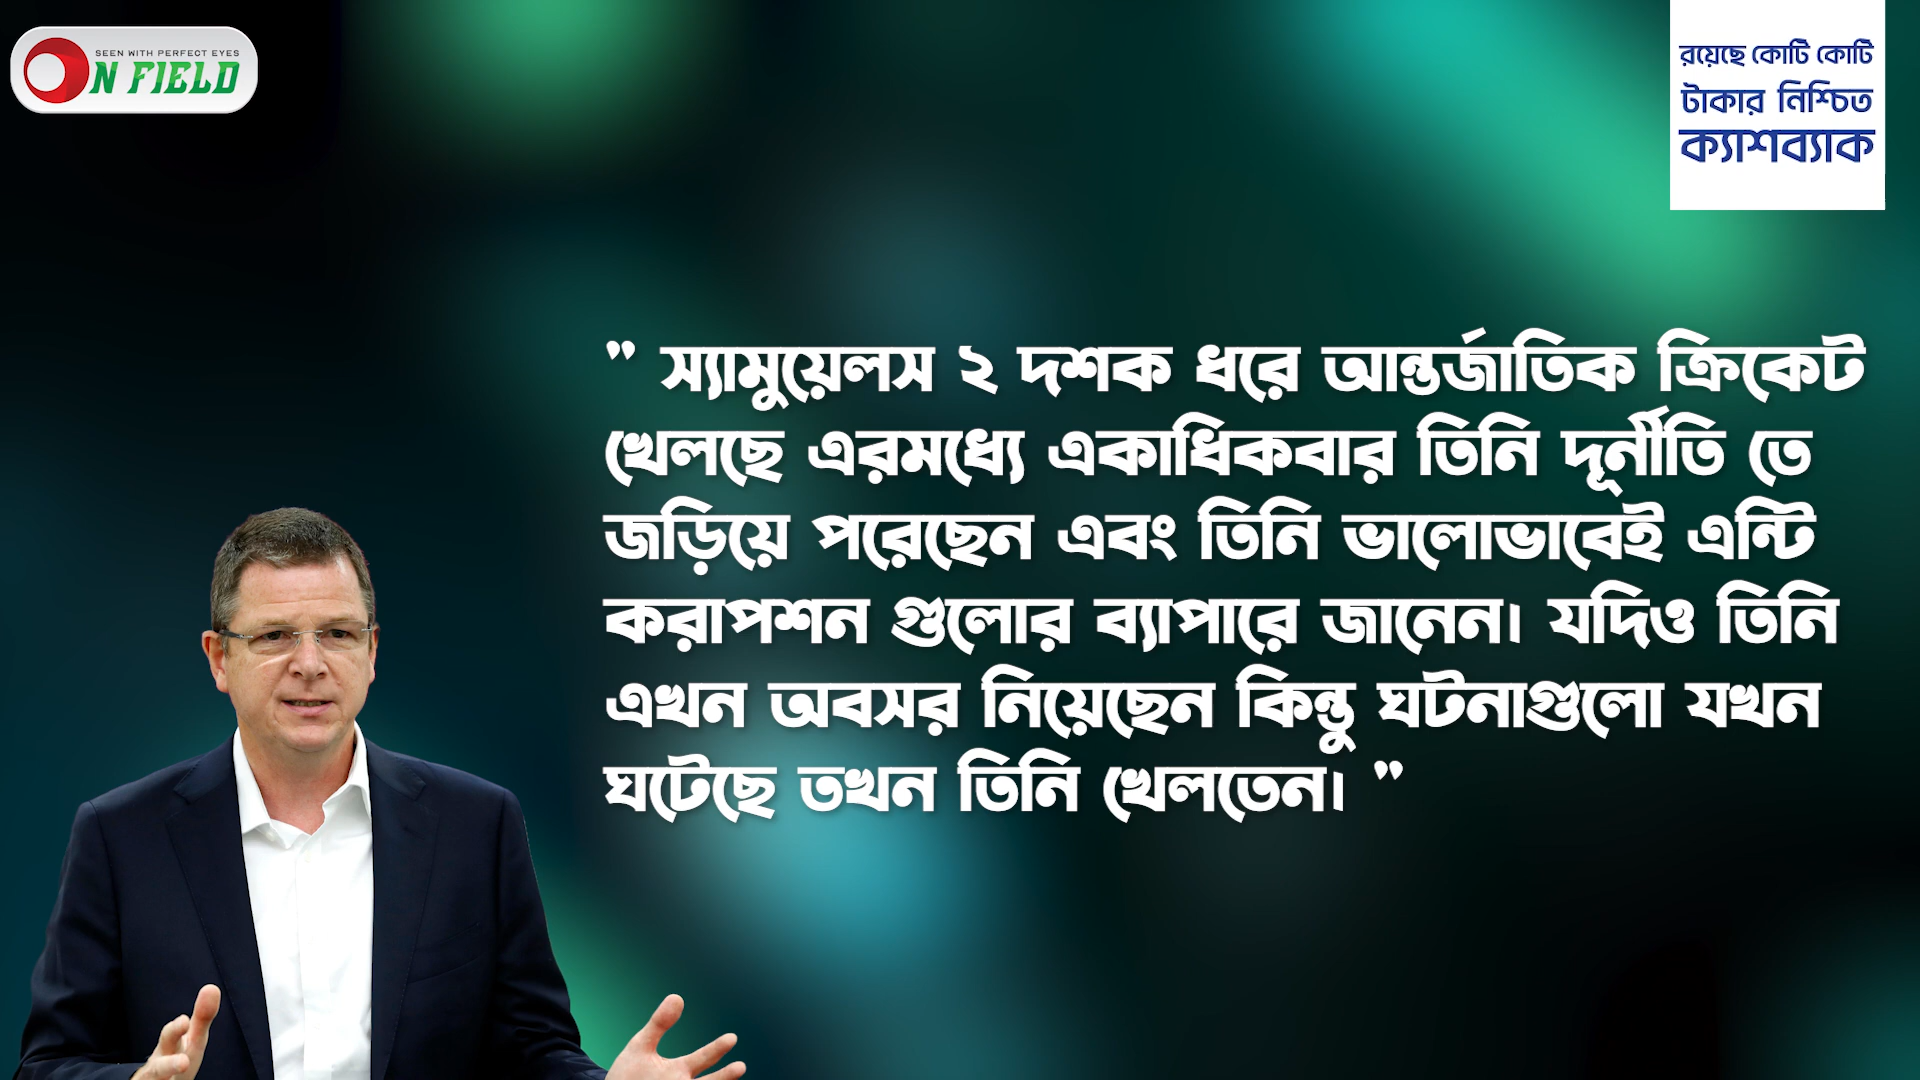 SEEN WITH PERFECT EYES
ON FIELD
রয়েছে কোটি কোটি
টাকার নিশ্চিত
ক্যাশব্যাক
" স্যামুয়েলস ২ দশক ধরে আন্তর্জাতিক ক্রিকেট
খেলছে এরমধ্যে একাধিকবার তিনি দূর্নীতি তে
জড়িয়ে পরেছেন এবং তিনি ভালোভাবেই এন্টি
করাপশন গুলোর ব্যাপারে জানেন। যদিও তিনি
এখন অবসর নিয়েছেন কিন্তু ঘটনাগুলো যখন
ঘটেছে তখন তিনি খেলতেন। "